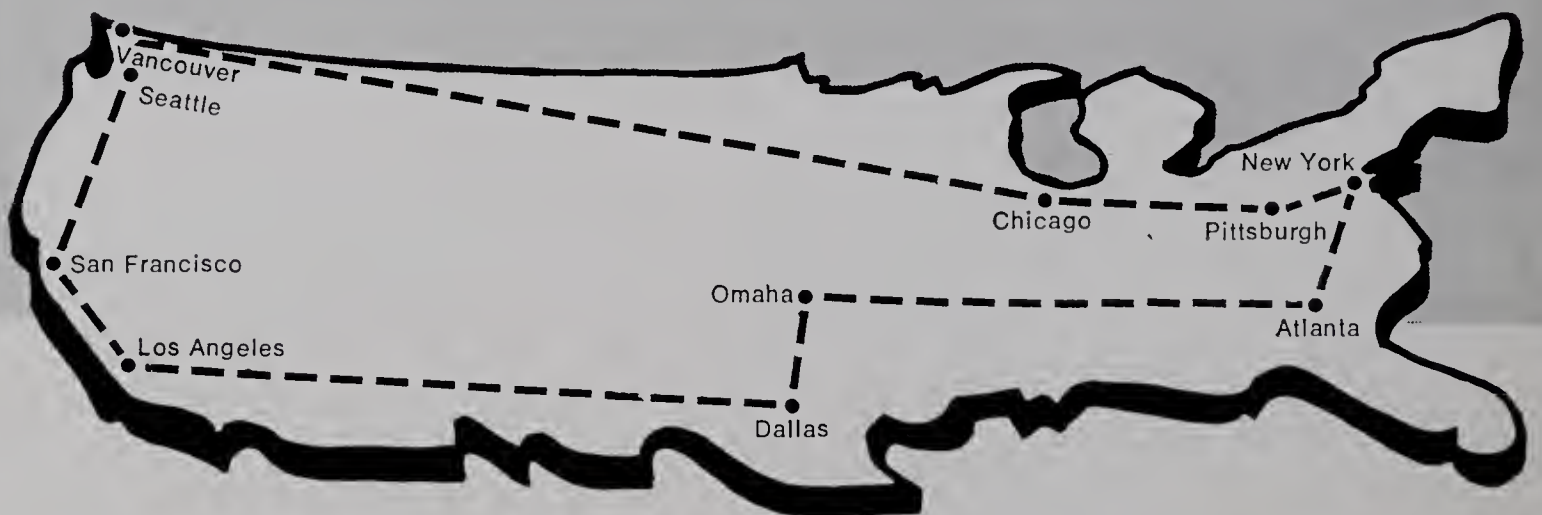 Vancouver
Seattle
New York
Chicago
Pittsburgh
San Francisco
Omaha
Atlanta
Los Angeles
Dallas